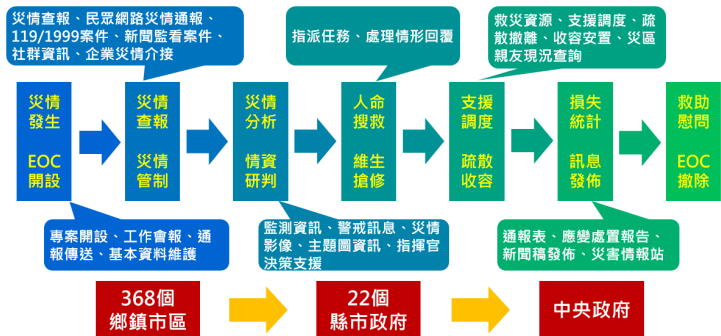 災情查報、民眾網路災情通報、
119/1999案件、新聞監看案件、
社群資訊、企業災情介接
指派任務、處理情形回覆
救災資源、支援調度、疏
散撤離、收容安置、災區
親友現況查詢
災情
發生
EOC
開設
災情
查報
災情
管制
災情
分析
情資
研判
人命
搜救
維生
搶修
支援
調度
疏散
收容
損失
統計
訊息
發佈
救助
慰問
EOC
撤除
專案開設、工作會報、通
報傳送、基本資料維護
監測資訊、警戒訊息、災情
影像、主題圖資訊、指揮官
決策支援
通報表、應變處置報告、
新聞稿發佈、災害情報站
368個
鄉鎮市區
22個
縣市政府
中央政府